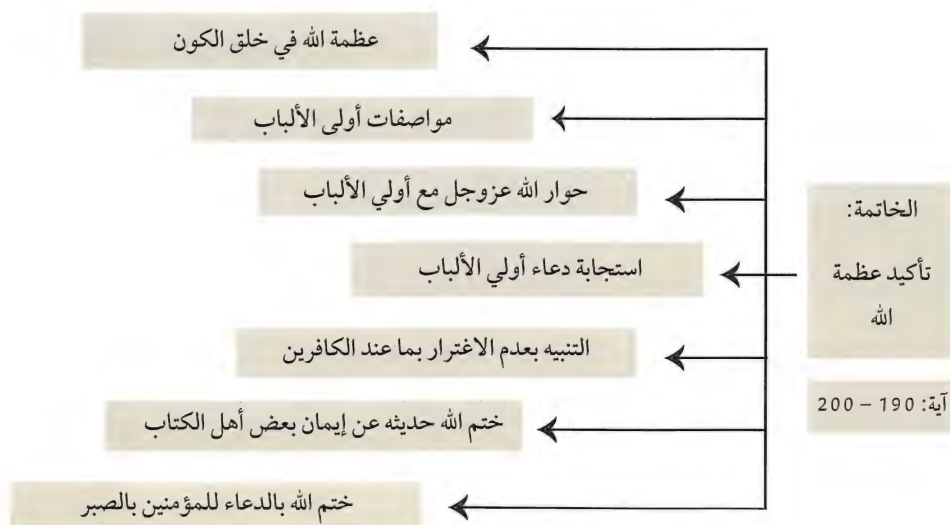 عظمة الله في خلق الكون
مواصفات أولى الألباب
حوار الله عزوجل مع أولي الألباب
الخاتمة:
تأكيد عظمة
الله
استجابة دعاء أولي الألباب
التنبيه بعدم الاغترار بما عند الكافرين
آية: 190 – 200
ختم الله حديثه عن إيمان بعض أهل الكتاب
ختم الله بالدعاء للمؤمنين بالصبر